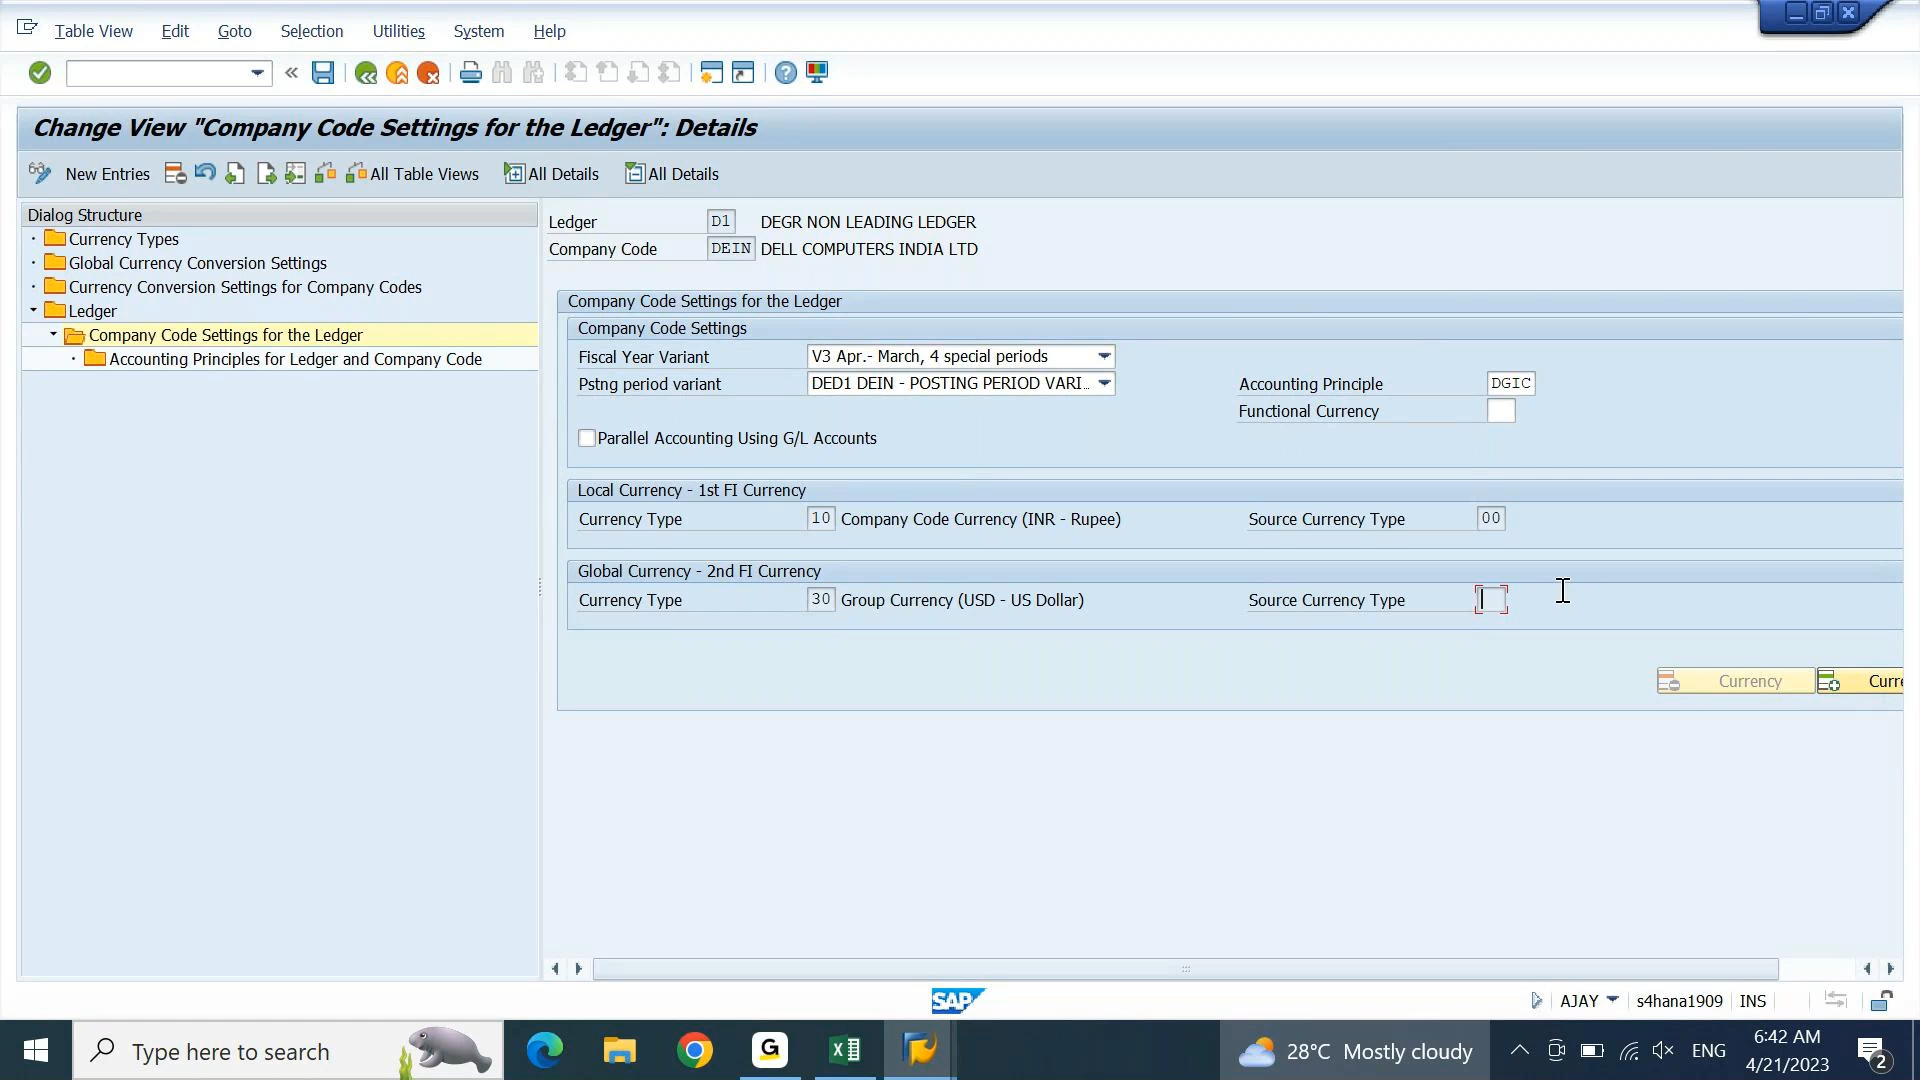 Table View Edit Goto Selection Utilities System Help
Change View "Company Code Settings for the Ledger": Details
New Entries All Table Views All Details All Details
Dialog Structure
Currency Types
Global Currency Conversion Settings
Currency Conversion Settings for Company Codes
Ledger
Company Code Settings for the Ledger
Accounting Principles for Ledger and Company Code
Ledger D1 DEGR NON LEADING LEDGER
Company Code DEIN DELL COMPUTERS INDIA LTD
Company Code Settings for the Ledger
Company Code Settings
Fiscal Year Variant V3 Apr.- March, 4 special periods
Pstng period variant DED1 DEIN - POSTING PERIOD VARI.. Accounting Principle DGIC
Functional Currency
Parallel Accounting Using G/L Accounts
Local Currency - 1st FI Currency
Currency Type 10 Company Code Currency (INR - Rupee) Source Currency Type 00
Global Currency - 2nd FI Currency
Currency Type 30 Group Currency (USD - US Dollar) Source Currency Type
Currency Curre
SAP AJAY s4hana1909 INS
Type here to search G 28°C Mostly cloudy ENG 6:42 AM
4/21/2023 2